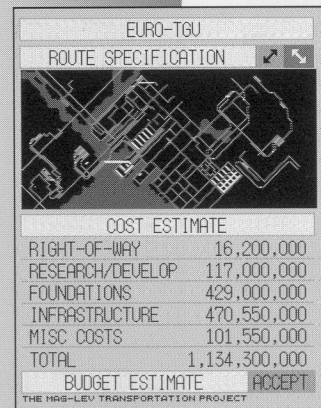 EURO-TGV
ROUTE SPECIFICATION
COST ESTIMATE
RIGHT-OF-WAY 16,200,000
RESEARCH/DEVELOP 117,000,000
FOUNDATIONS 429,000,000
INFRASTRUCTURE 470,550,000
MISC COSTS 101,550,000
TOTAL 1,134,300,000
BUDGET ESTIMATE ACCEPT
THE MAG-LEV TRANSPORTATION PROJECT